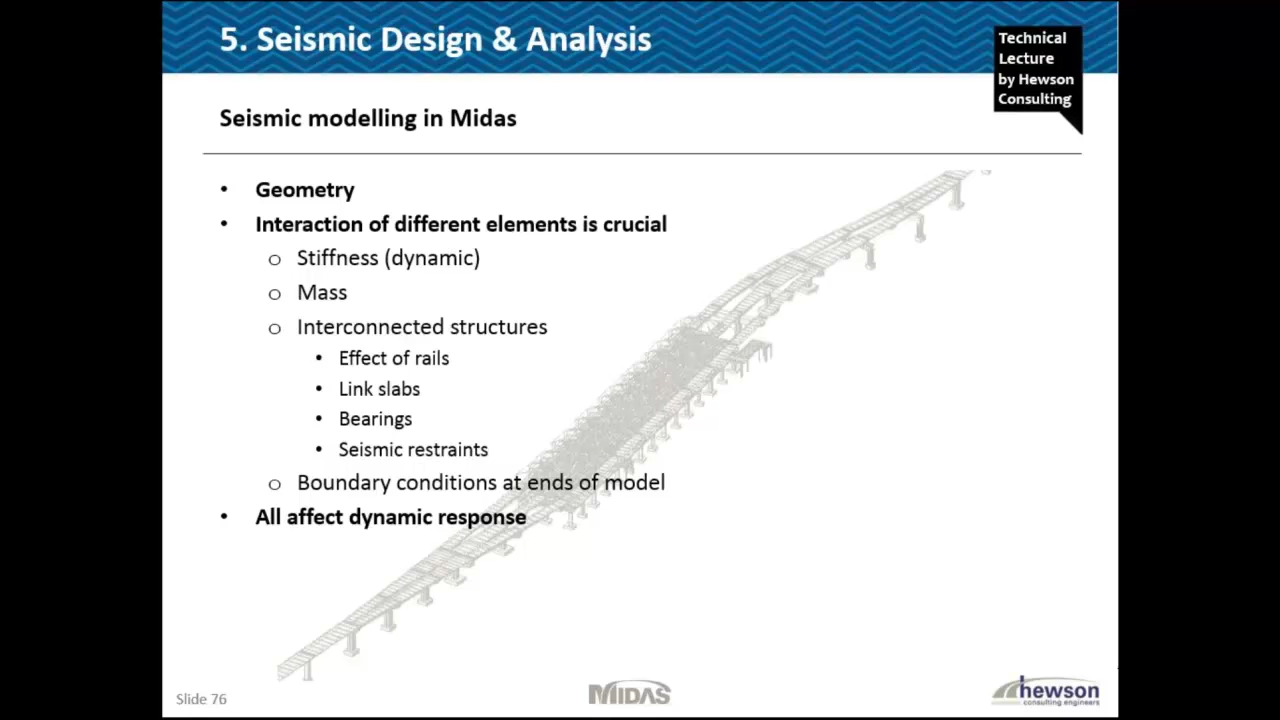 5. Seismic Design & Analysis
Technical
Lecture
by Hewson
Consulting
Seismic modelling in Midas
• Geometry
• Interaction of different elements is crucial
o Stiffness (dynamic)
o Mass
o Interconnected structures
• Effect of rails
• Link slabs
• Bearings
• Seismic restraints
o Boundary conditions at ends of model
• All affect dynamic response
Slide 76
MIDAS
hewson
consulting engineers